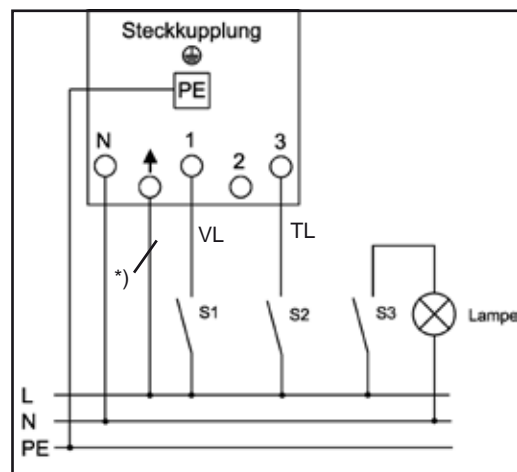 Steckkupplung
PE
N 1 2 3
VL TL
*)
S1 S2 S3 Lampe
L
N
PE